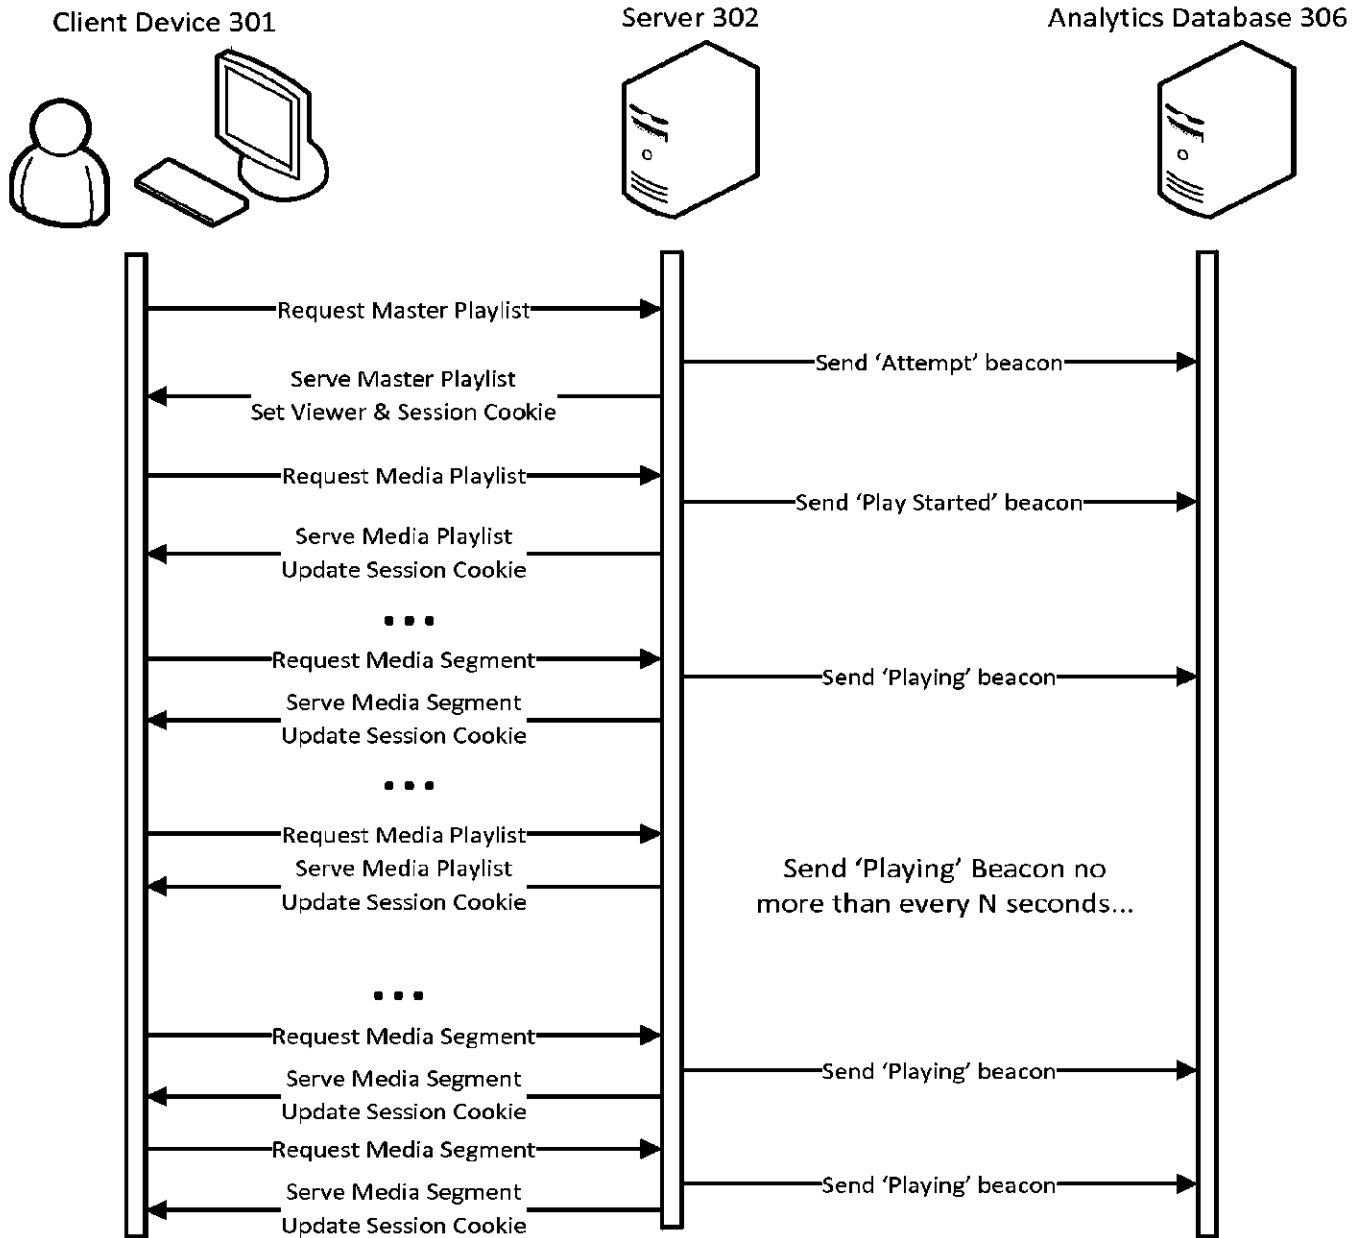 Client Device 301
Server 302
Analytics Database 306
Request Master Playlist
Send ‘Attempt’ beacon
Serve Master Playlist
Set Viewer & Session Cookie
Request Media Playlist
Send ‘Play Started’ beacon
Serve Media Playlist
Update Session Cookie
...
Request Media Segment
Send ‘Playing’ beacon
Serve Media Segment
Update Session Cookie
...
Request Media Playlist
Serve Media Playlist
Update Session Cookie
Send ‘Playing’ Beacon no
more than every N seconds...
...
Request Media Segment
Send ‘Playing’ beacon
Serve Media Segment
Update Session Cookie
Request Media Segment
Send ‘Playing’ beacon
Serve Media Segment
Update Session Cookie